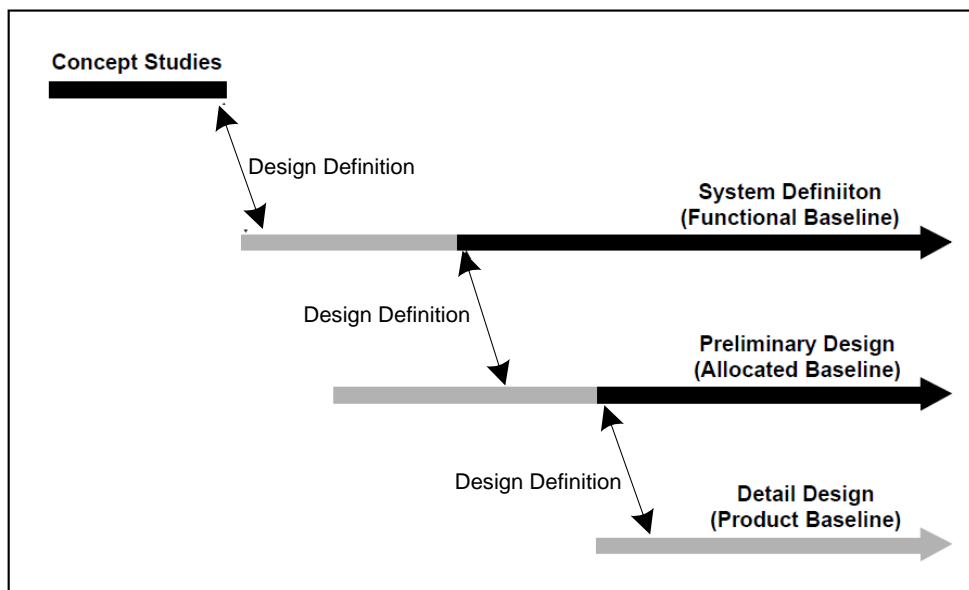 Concept Studies
Design Definition
System Definiiton
(Functional Baseline)
Design Definition
Preliminary Design
(Allocated Baseline)
Design Definition
Detail Design
(Product Baseline)